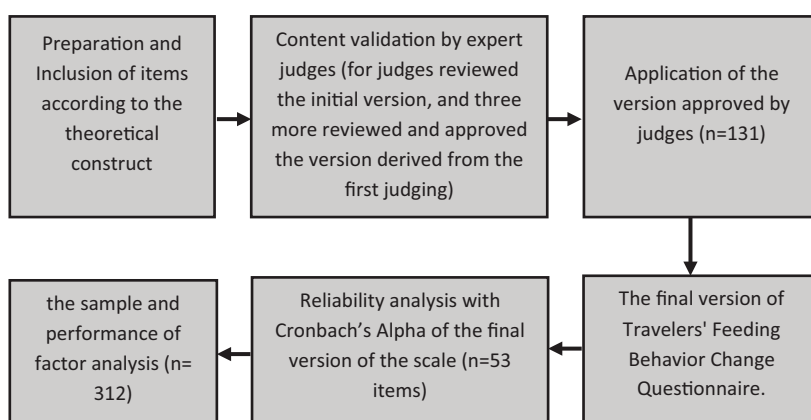 Preparation and
Inclusion of items
according to the
theoretical
construct
Content validation by expert
judges (for judges reviewed
the initial version, and three
more reviewed and approved
the version derived from the
first judging)
Application of the
version approved by
judges (n=131)
The final version of
Travelers' Feeding
Behavior Change
Questionnaire.
Reliability analysis with
Cronbach’s Alpha of the final
version of the scale (n=53
items)
the sample and
performance of
factor analysis (n=
312)